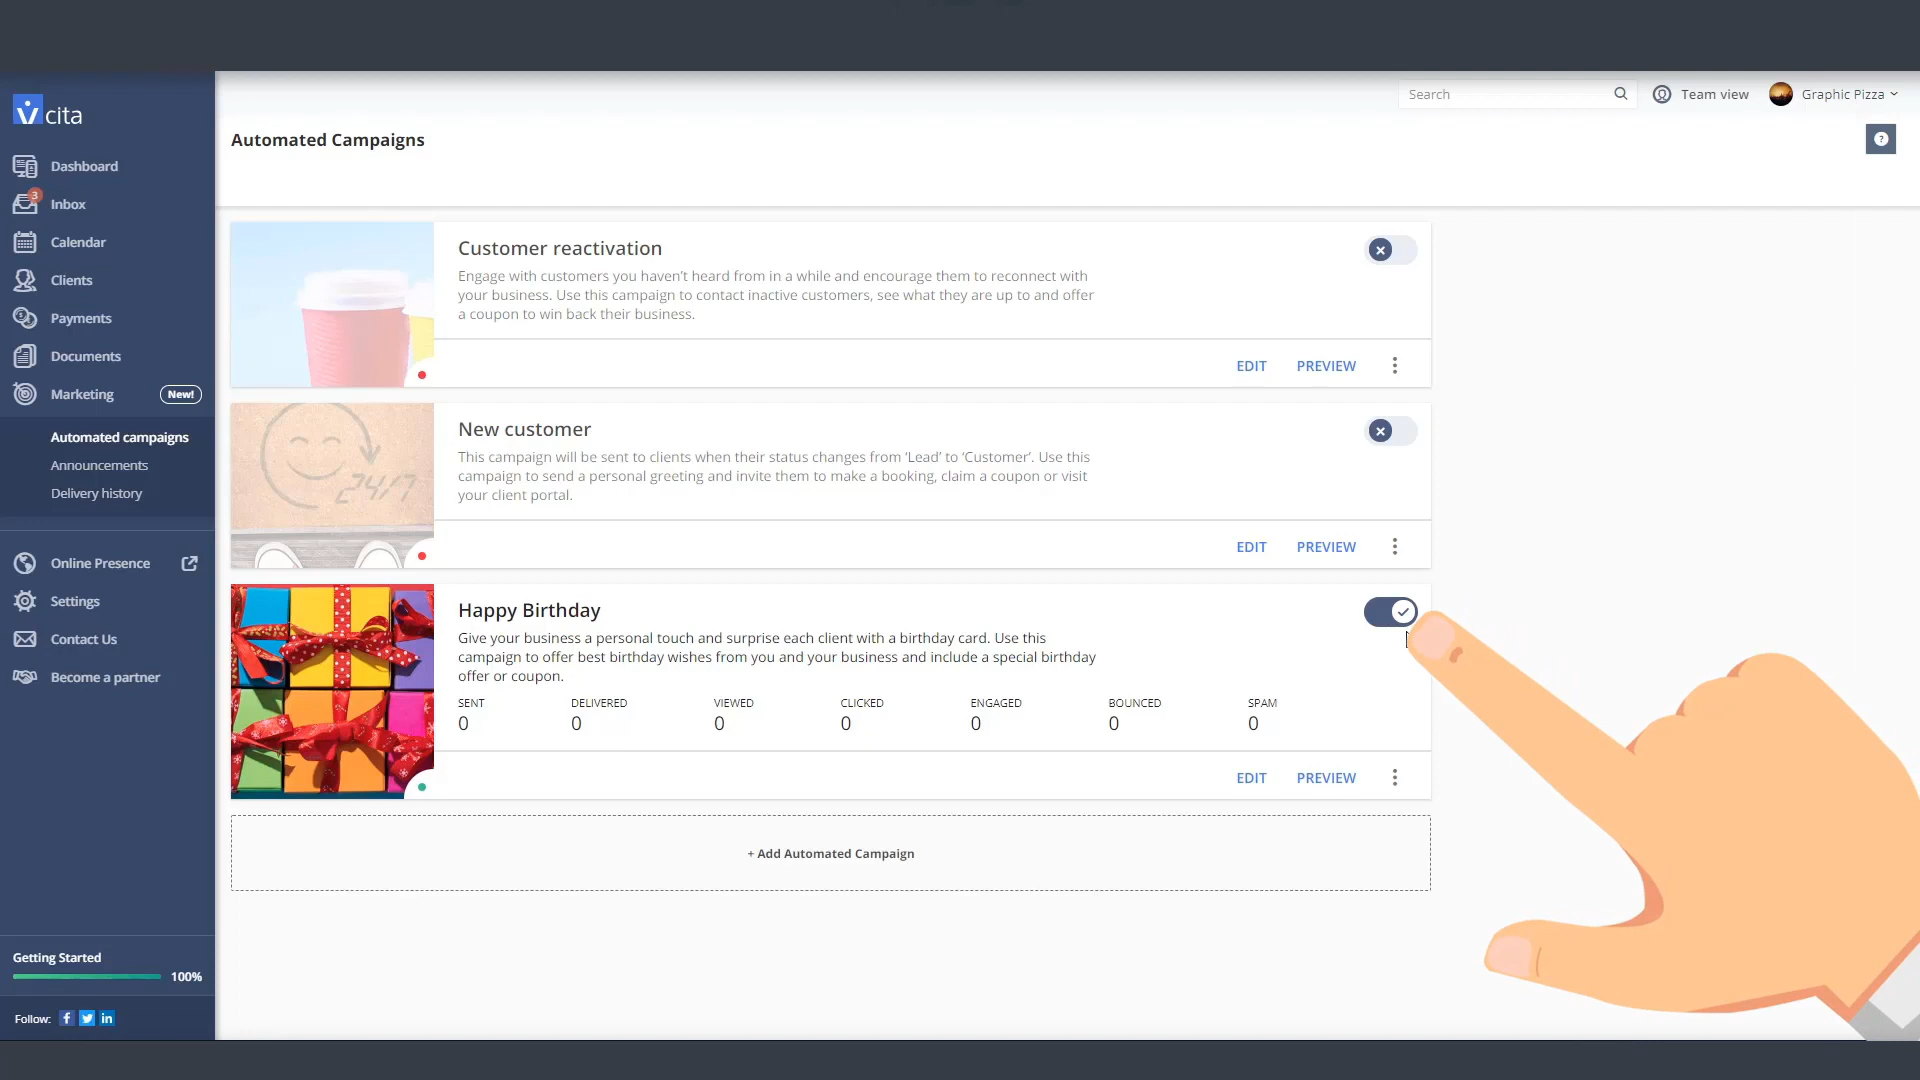 Search
Team view
Graphic Pizza
vcita
Automated Campaigns
?
Dashboard
3
Inbox
Calendar
Clients
Payments
Documents
Marketing New!
Automated campaigns
Announcements
Delivery history
Online Presence
Settings
Contact Us
Become a partner
Getting Started
100%
Follow: f in
Customer reactivation
Engage with customers you haven't heard from in a while and encourage them to reconnect with
your business. Use this campaign to contact inactive customers, see what they are up to and offer
a coupon to win back their business.
EDIT PREVIEW
24/7
New customer
This campaign will be sent to clients when their status changes from ‘Lead’ to ‘Customer’. Use this
campaign to send a personal greeting and invite them to make a booking, claim a coupon or visit
your client portal.
EDIT PREVIEW
Happy Birthday
Give your business a personal touch and surprise each client with a birthday card. Use this
campaign to offer best birthday wishes from you and your business and include a special birthday
offer or coupon.
SENT DELIVERED VIEWED CLICKED ENGAGED BOUNCED SPAM
0 0 0 0 0 0 0
EDIT PREVIEW
+ Add Automated Campaign